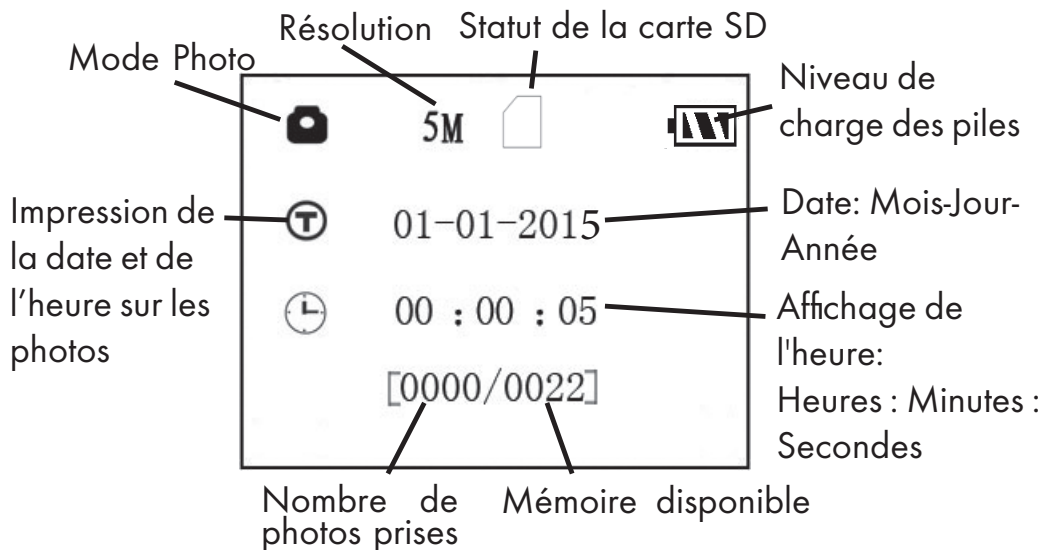 Résolution
Statut de la carte SD
Mode Photo
Niveau de
charge des piles
5M
Impression de
la date et de
l'heure sur les
photos
T
01-01-2015
Date: Mois-Jour-
Année
00 : 00 : 05
Affichage de
l'heure:
Heures : Minutes :
Secondes
[0000/0022]
Nombre de
photos prises
Mémoire disponible